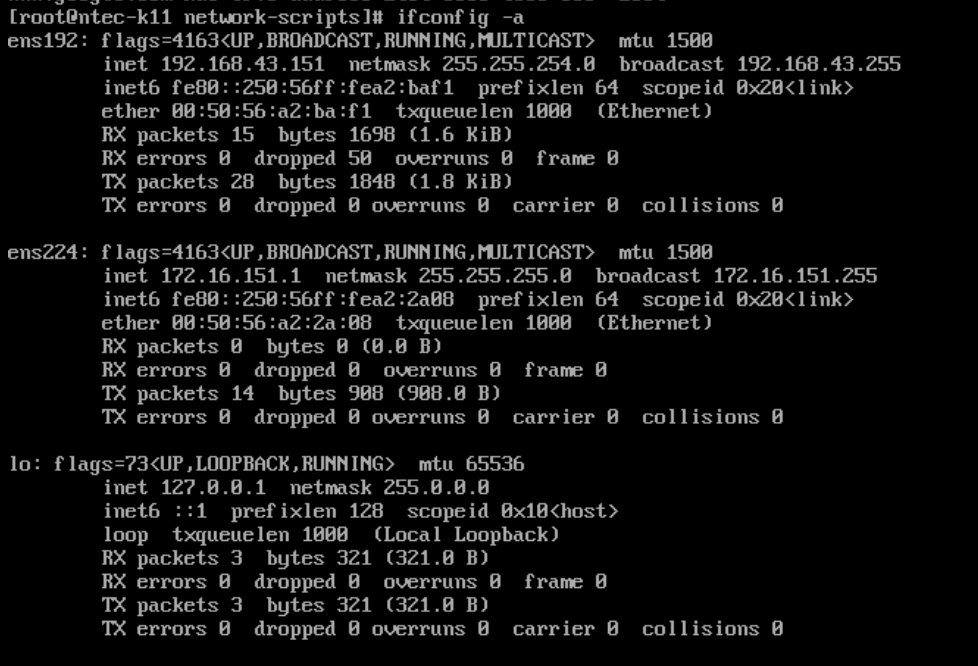 [root@ntec-k11 network-scripts]# ifconfig -a
ens192: flags=4163<UP,BROADCAST,RUNNING,MULTICAST>  mtu 1500
        inet 192.168.43.151  netmask 255.255.254.0  broadcast 192.168.43.255
        inet6 fe80::250:56ff:fea2:baf1  prefixlen 64  scopeid 0x20<link>
        ether 00:50:56:a2:ba:f1  txqueuelen 1000  (Ethernet)
        RX packets 15  bytes 1698 (1.6 KiB)
        RX errors 0  dropped 50  overruns 0  frame 0
        TX packets 28  bytes 1848 (1.8 KiB)
        TX errors 0  dropped 0 overruns 0  carrier 0  collisions 0

ens224: flags=4163<UP,BROADCAST,RUNNING,MULTICAST>  mtu 1500
        inet 172.16.151.1  netmask 255.255.255.0  broadcast 172.16.151.255
        inet6 fe80::250:56ff:fea2:2a08  prefixlen 64  scopeid 0x20<link>
        ether 00:50:56:a2:2a:08  txqueuelen 1000  (Ethernet)
        RX packets 0  bytes 0 (0.0 B)
        RX errors 0  dropped 0  overruns 0  frame 0
        TX packets 14  bytes 908 (908.0 B)
        TX errors 0  dropped 0 overruns 0  carrier 0  collisions 0

lo: flags=73<UP,LOOPBACK,RUNNING>  mtu 65536
        inet 127.0.0.1  netmask 255.0.0.0
        inet6 ::1  prefixlen 128  scopeid 0x10<host>
        loop  txqueuelen 1000  (Local Loopback)
        RX packets 3  bytes 321 (321.0 B)
        RX errors 0  dropped 0  overruns 0  frame 0
        TX packets 3  bytes 321 (321.0 B)
        TX errors 0  dropped 0 overruns 0  carrier 0  collisions 0